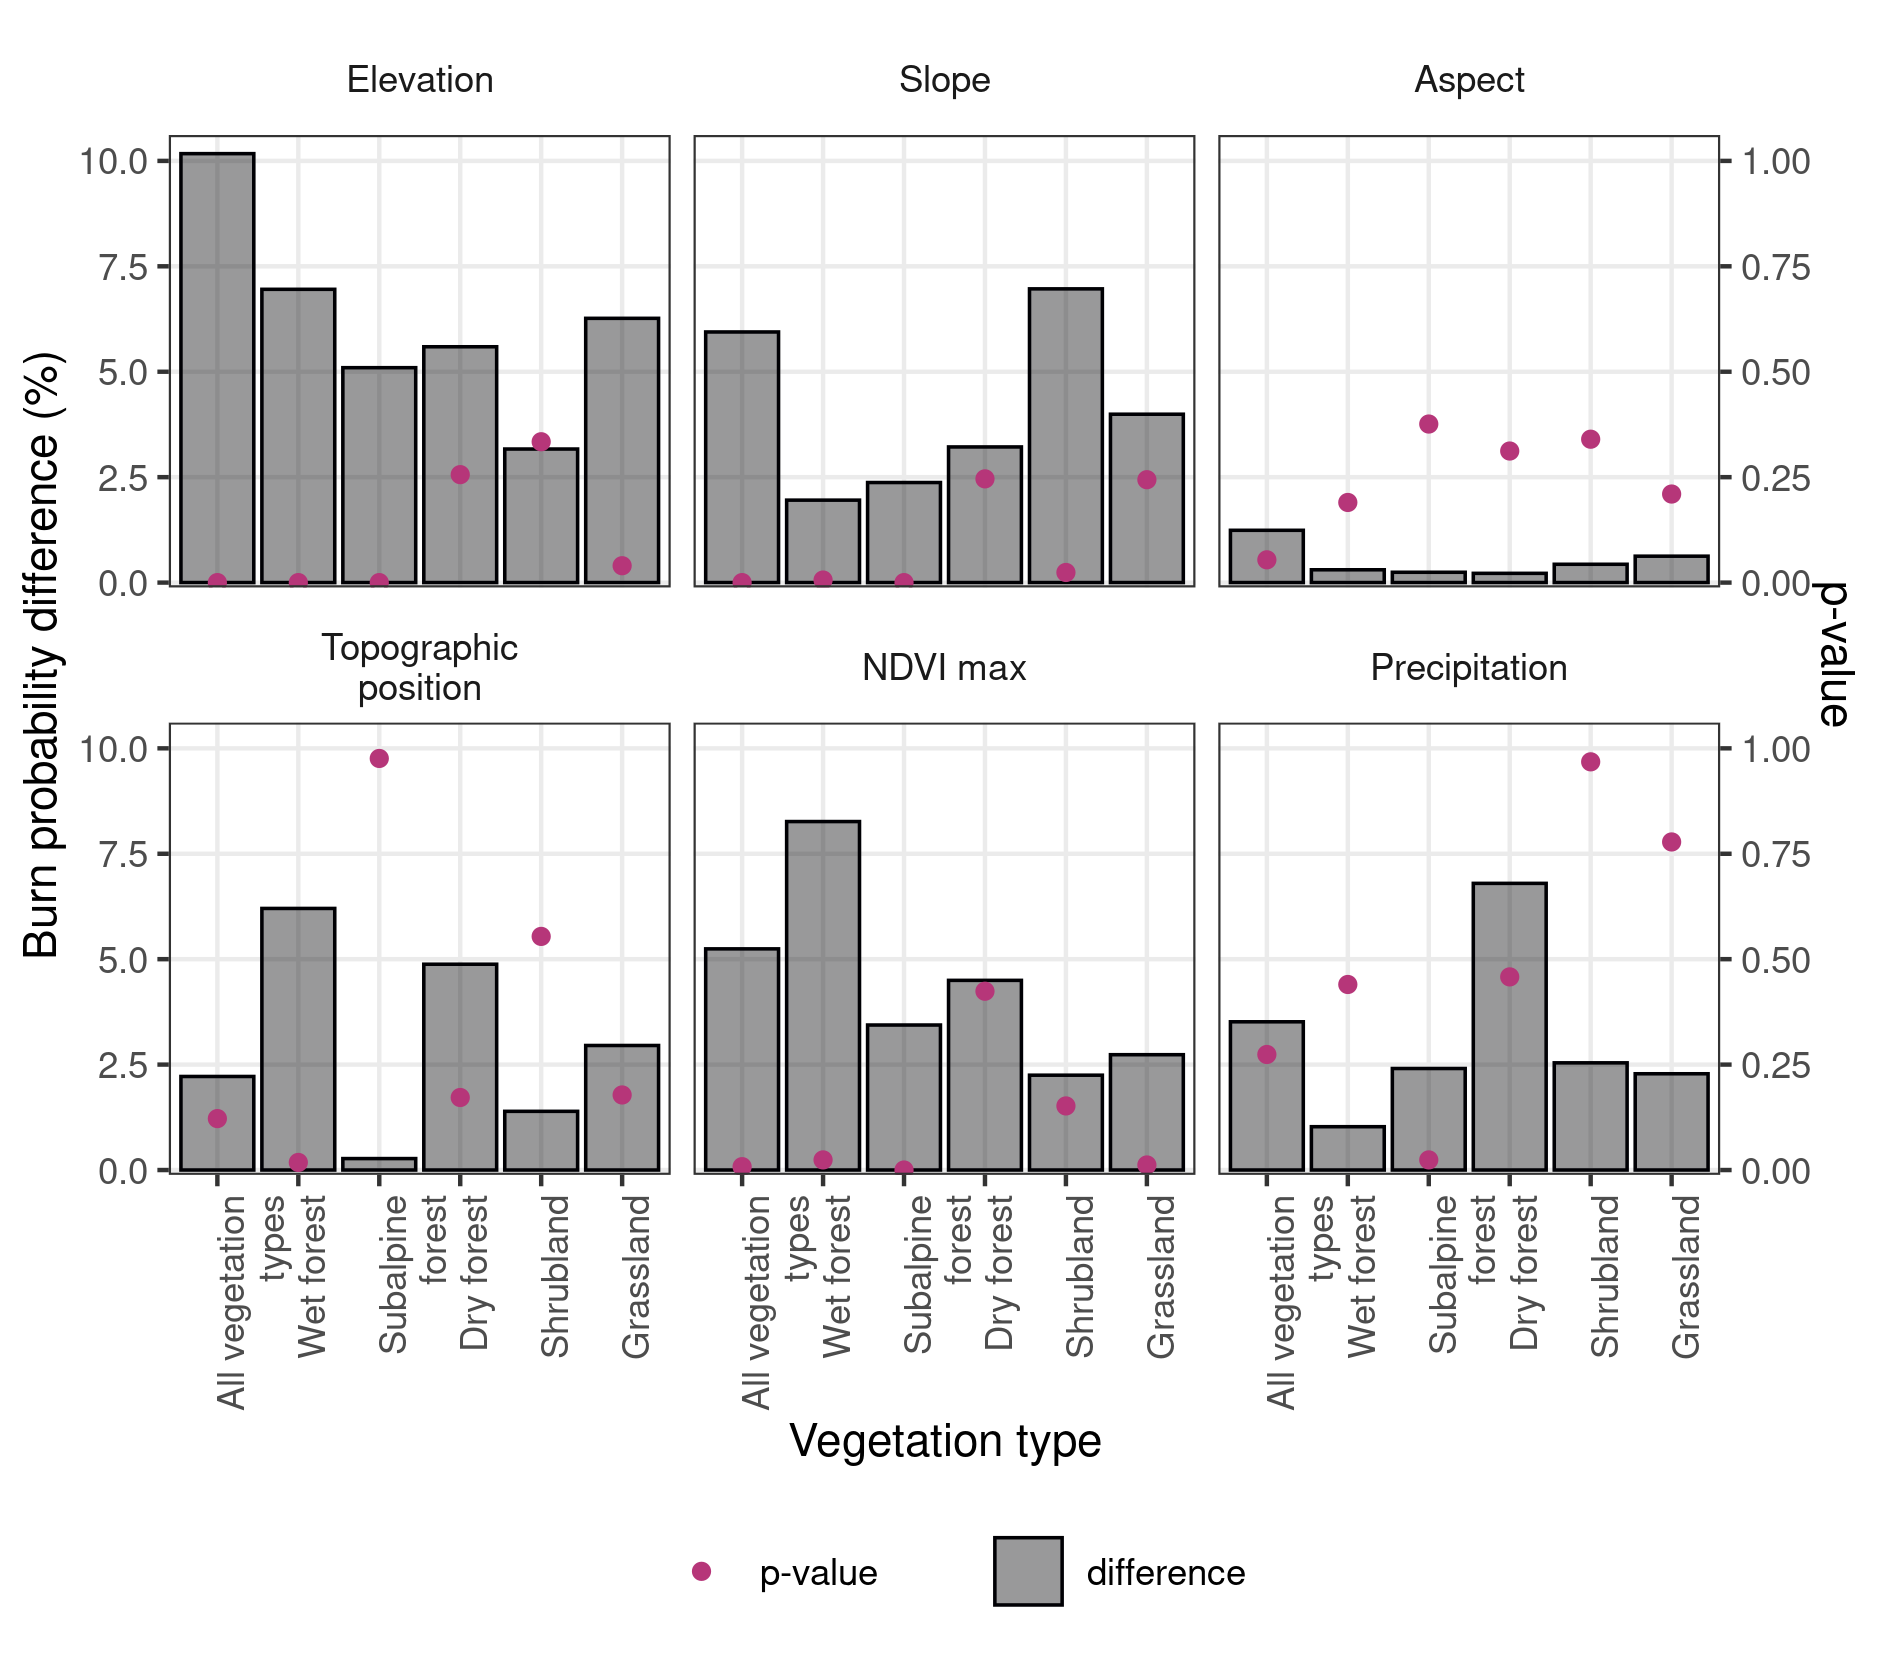 Elevation
Slope
Aspect
10.0
7.5
5.0
2.5
0.0
1.00
0.75
0.50
0.25
0.00
Burn probability difference (%)
p-value
Topographic
position
NDVI max
Precipitation
10.0
7.5
5.0
2.5
0.0
1.00
0.75
0.50
0.25
0.00
All vegetation
types
Wet forest
Subalpine
forest
Dry forest
Shrubland
Grassland
All vegetation
types
Wet forest
Subalpine
forest
Dry forest
Shrubland
Grassland
All vegetation
types
Wet forest
Subalpine
forest
Dry forest
Shrubland
Grassland
Vegetation type
p-value
difference